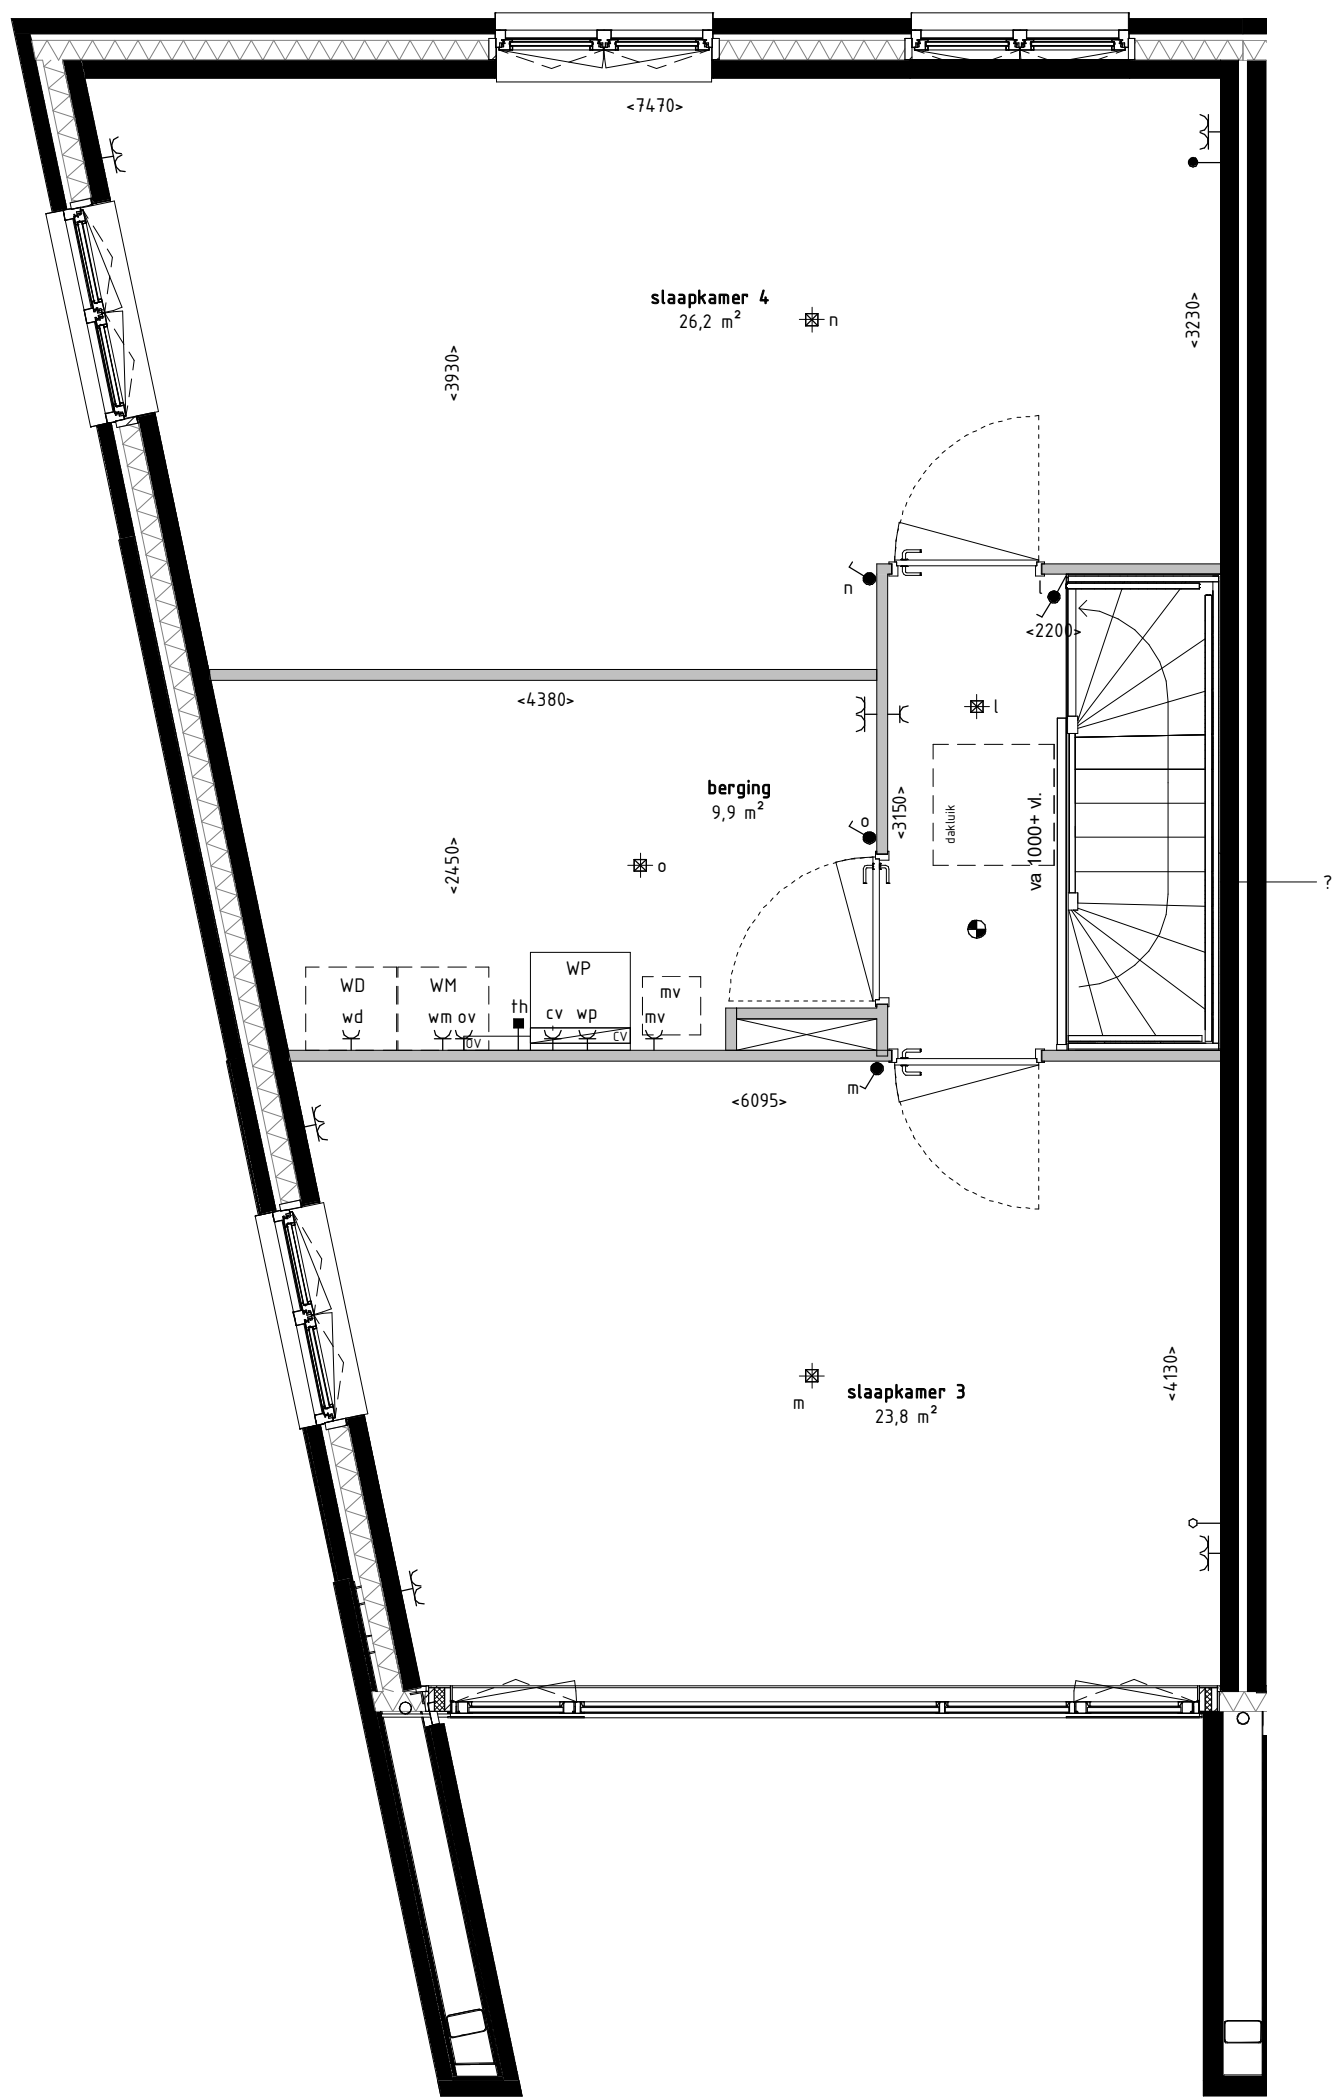 <7470>
slaapkamer 4
26,2 m²
n
<3930>
<3230>
n
l
<2200>
<4380>
l
berging
9,9 m²
o
<3150>
dakluik
va 1000+ vl.
<2450>
o
?
WD
WM
WP
mv
wd
wm
ov
th
cv
wp
mv
ov
cv
m
<6095>
<4130>
slaapkamer 3
23,8 m²
m